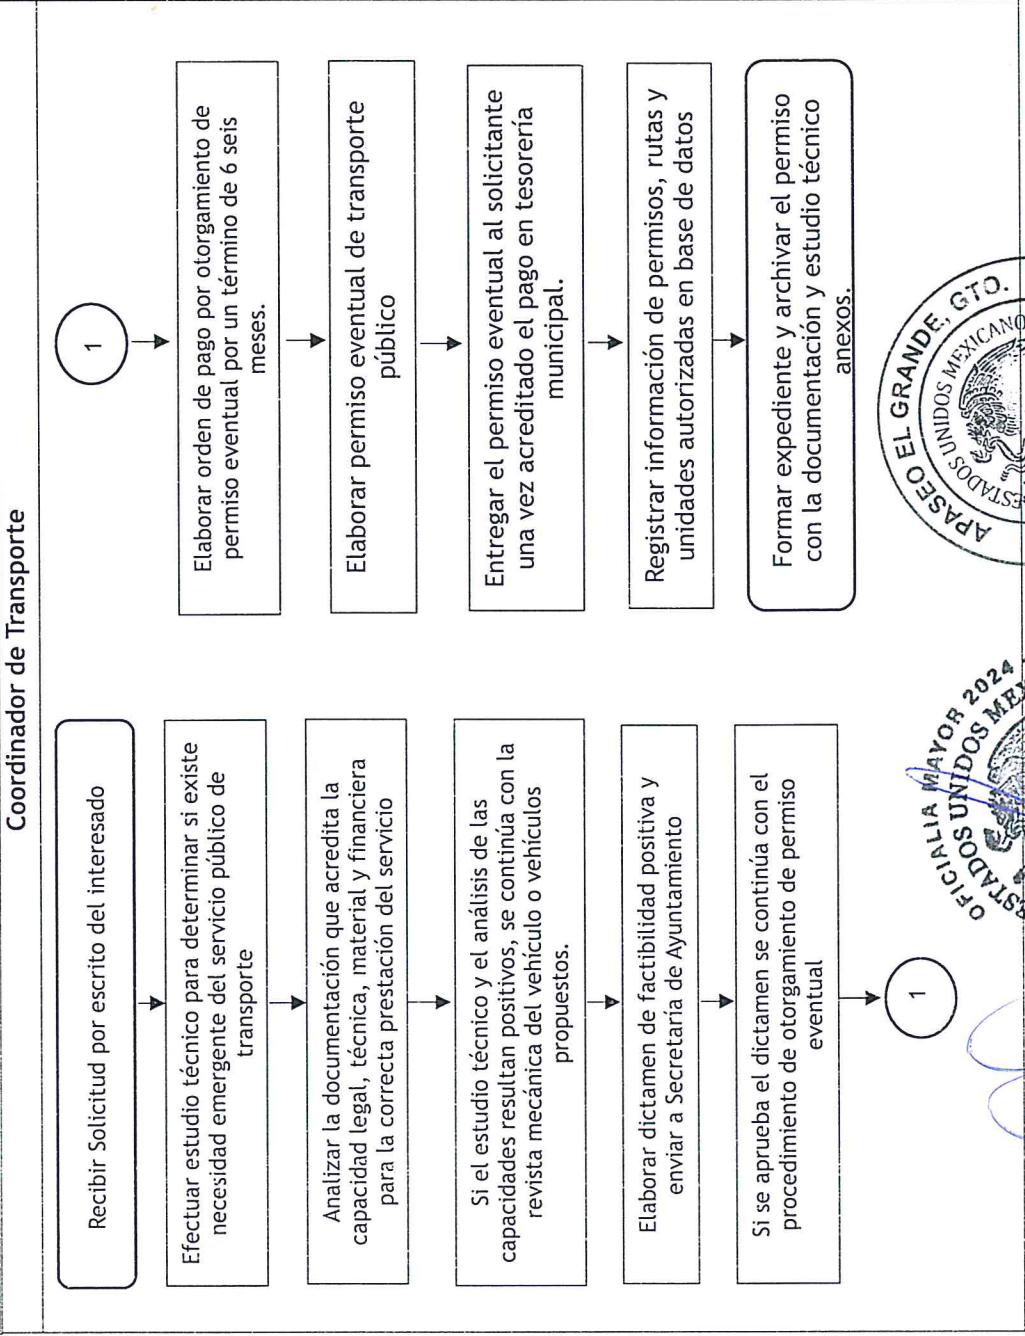 Coordinador de Transporte
Recibir Solicitud por escrito del interesado
Efectuar estudio técnico para determinar si existe
necesidad emergente del servicio público de
transporte
Analizar la documentación que acredita la
capacidad legal, técnica, material y financiera
para la correcta prestación del servicio
Si el estudio técnico y el análisis de las
capacidades resultan positivos, se continúa con la
revista mecánica del vehículo o vehículos
propuestos.
Elaborar dictamen de factibilidad positiva y
enviar a Secretaría de Ayuntamiento
Si se aprueba el dictamen se continúa con el
procedimiento de otorgamiento de permiso
eventual
1
1
Elaborar orden de pago por otorgamiento de
permiso eventual por un término de 6 seis
meses.
Elaborar permiso eventual de transporte
público
Entregar el permiso eventual al solicitante
una vez acreditado el pago en tesorería
municipal.
Registrar información de permisos, rutas y
unidades autorizadas en base de datos
Formar expediente y archivar el permiso
con la documentación y estudio técnico
anexos.
OFICIALIA MAYOR 2024
ESTADOS UNIDOS MEX
APASEO EL GRANDE, GTO.
ESTADOS UNIDOS MEXICANO